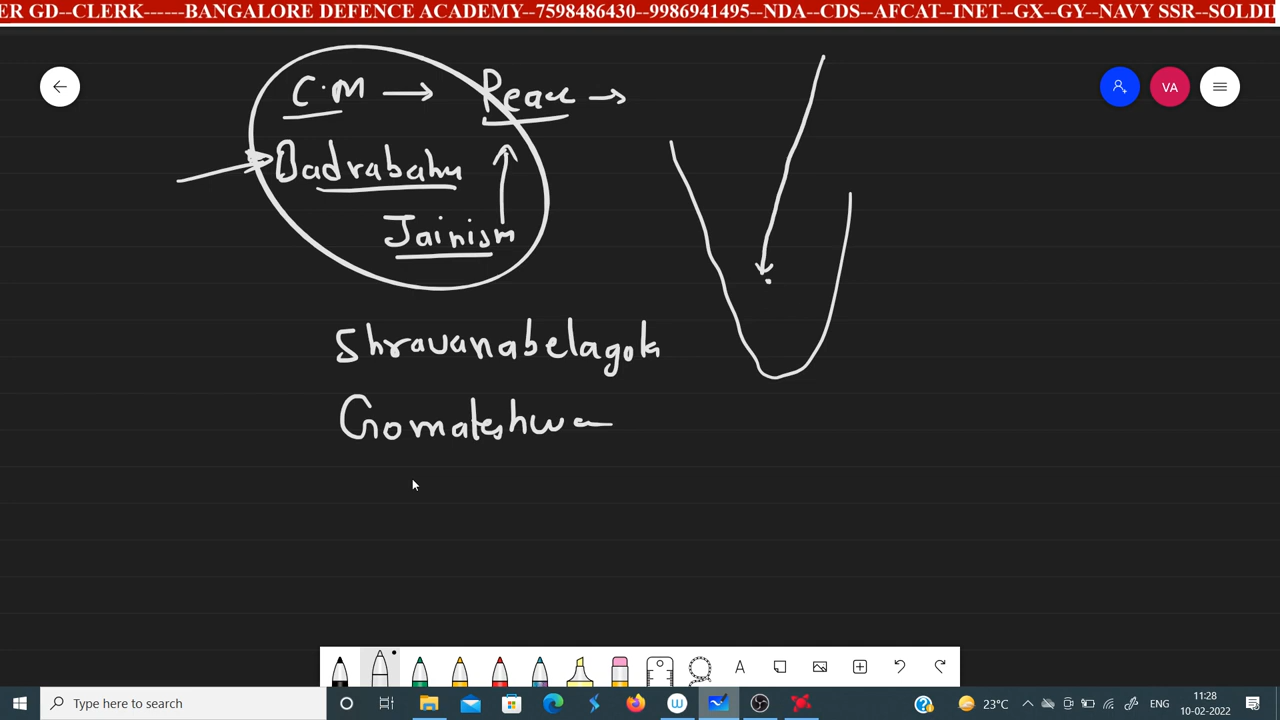 ER GD--CLERK------BANGALORE DEFENCE ACADEMY--7598486430--9986941495--NDA--CDS--AFCAT--INET--GX--GY--NAVY SSR--SOLDI
C.M → Peace →
Badrabahu
Jainism
VA
Shravanabelagola
Gomateshwa
A
Type here to search
23°C
ENG
11:28
10-02-2022